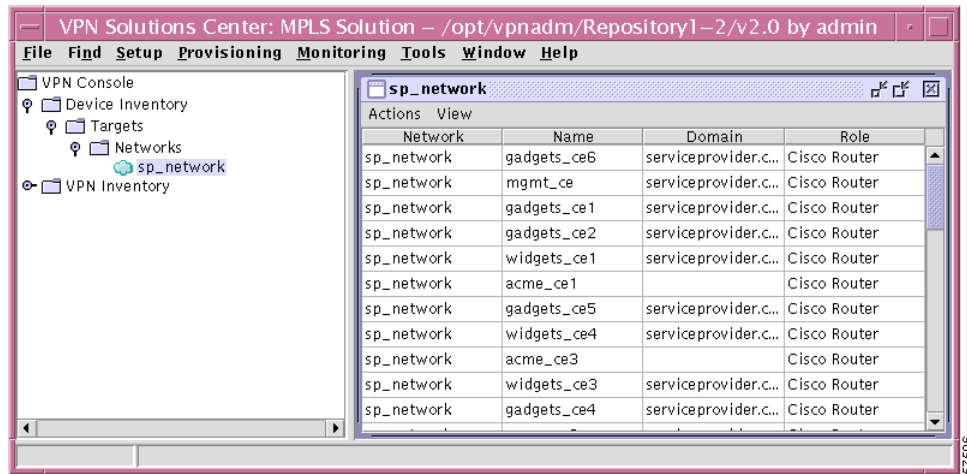 VPN Solutions Center: MPLS Solution – /opt/vpnadm/Repository1–2/v2.0 by admin
File Find Setup Provisioning Monitoring Tools Window Help
VPN Console
Device Inventory
Targets
Networks
sp_network
VPN Inventory
sp_network
Actions View
Network Name Domain Role
sp_network gadgets_ce6 serviceprovider.c... Cisco Router
sp_network mgmt_ce serviceprovider.c... Cisco Router
sp_network gadgets_ce1 serviceprovider.c... Cisco Router
sp_network gadgets_ce2 serviceprovider.c... Cisco Router
sp_network widgets_ce1 serviceprovider.c... Cisco Router
sp_network acme_ce1 Cisco Router
sp_network gadgets_ce5 serviceprovider.c... Cisco Router
sp_network widgets_ce4 serviceprovider.c... Cisco Router
sp_network acme_ce3 Cisco Router
sp_network widgets_ce3 serviceprovider.c... Cisco Router
sp_network gadgets_ce4 serviceprovider.c... Cisco Router